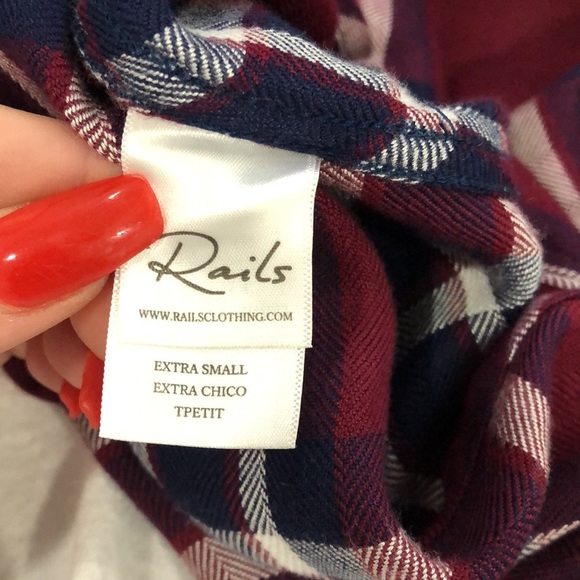 Rails
WWW.RAILSCLOTHING.COM
EXTRA SMALL
EXTRA CHICO
TPETIT